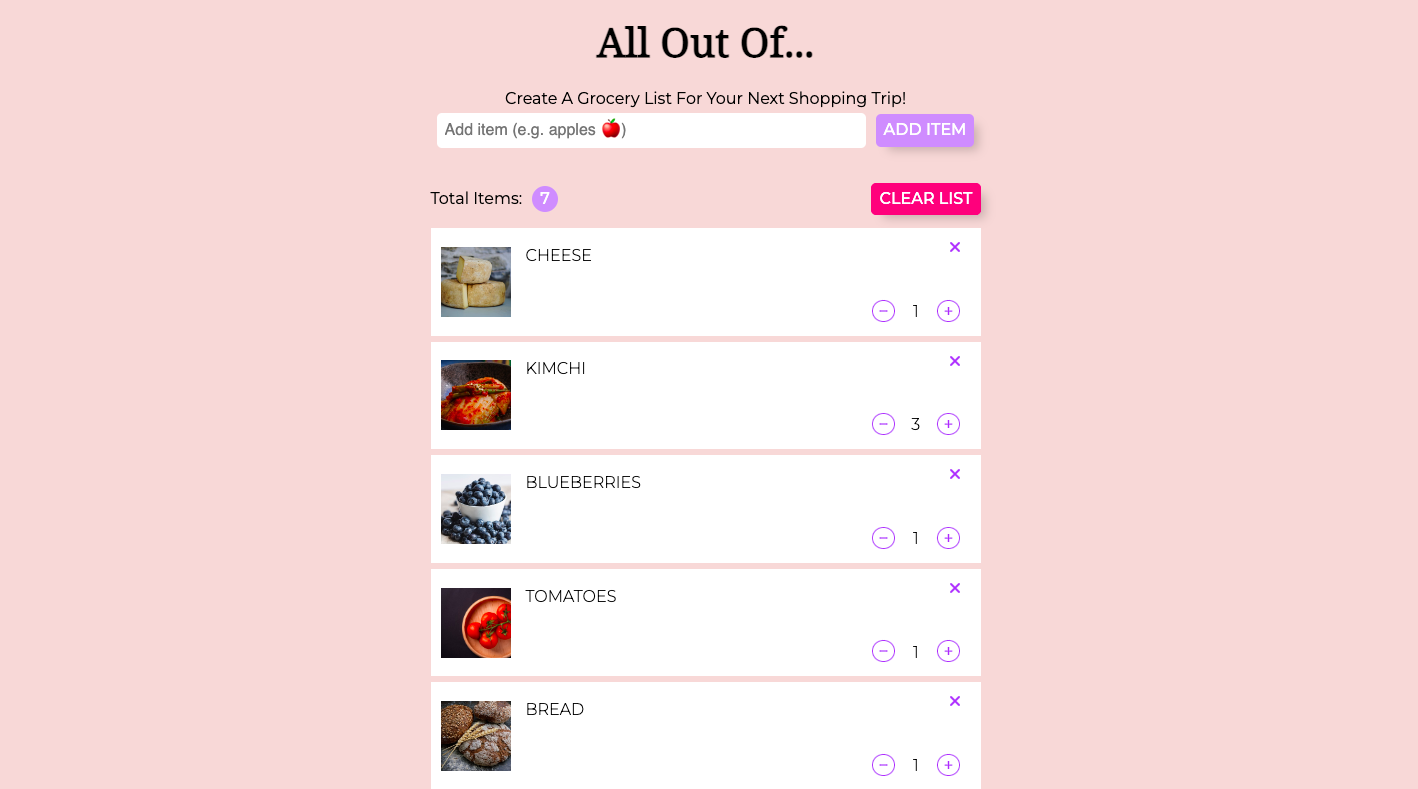 All Out Of...
Create A Grocery List For Your Next Shopping Trip!
Add item (e.g. apples 🍎)
ADD ITEM
Total Items: 7
CLEAR LIST
CHEESE
×
− 1 +
KIMCHI
×
− 3 +
BLUEBERRIES
×
− 1 +
TOMATOES
×
− 1 +
BREAD
×
− 1 +